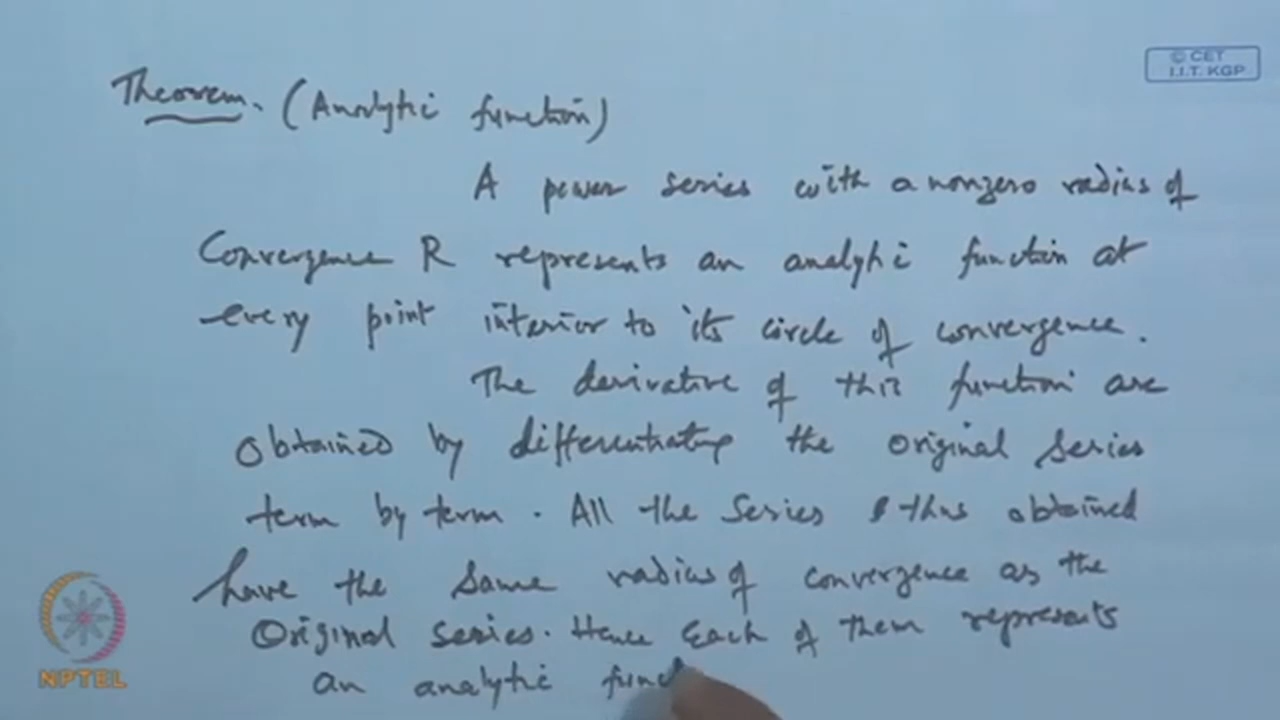 © CET
I.I.T. KGP
Theorem. (Analytic function)
A power series with a nonzero radius of
Convergence R represents an analytic function at
every point interior to its circle of convergence.
The derivative of this function are
obtained by differentiating the original series
term by term. All the series thus obtained
have the same radius of convergence as the
Original series. Hence Each of them represents
an analytic func
NPTEL